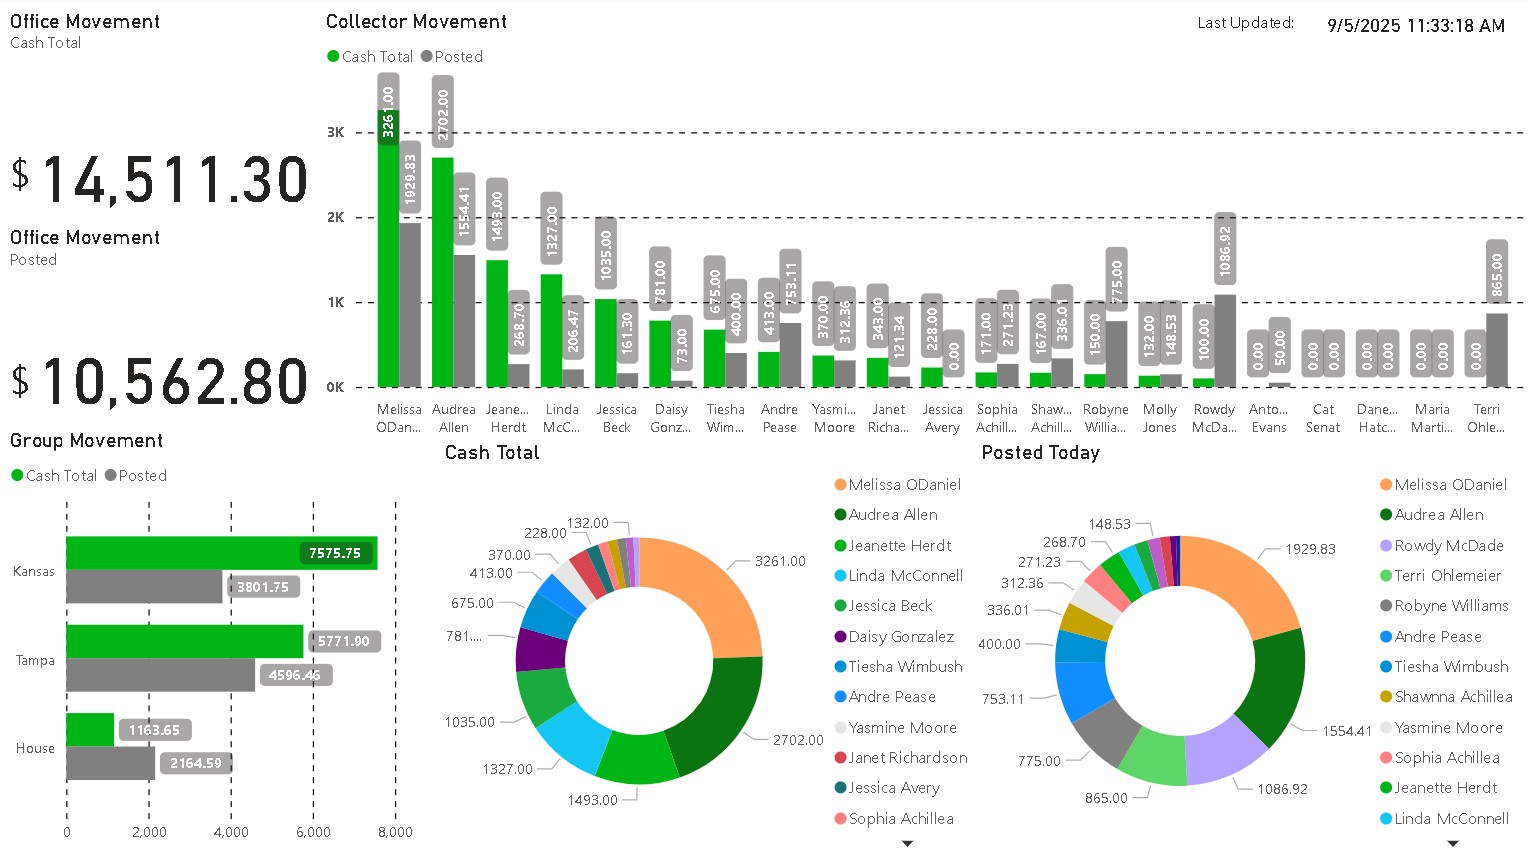 Office Movement
Cash Total
$ 14,511.30
Office Movement
Posted
$ 10,562.80
Collector Movement
Last Updated: 9/5/2025 11:33:18 AM
Cash Total Posted
3K
2K
1K
0K
3261.00 1929.83
2702.00 1554.41
1493.00 268.70
1327.00 206.47
1035.00 161.30
781.00 73.00
675.00 400.00
413.00 753.11
370.00 312.36
343.00 121.34
228.00 0.00
171.00 271.23
167.00 336.01
150.00 775.00
132.00 148.53
100.00 1086.92
0.00 50.00
0.00 0.00
0.00 0.00
0.00 0.00
0.00 865.00
Melissa ODan...
Audrea Allen
Jeane... Herdt
Linda McC...
Jessica Beck
Daisy Gonz...
Tiesha Wim...
Andre Pease
Yasmi... Moore
Janet Richa...
Jessica Avery
Sophia Achill...
Shaw... Achill...
Robyne Willia...
Molly Jones
Rowdy McDa...
Anto... Evans
Cat Senat
Dane... Hatc...
Maria Marti...
Terri Ohle...
Group Movement
Cash Total Posted
Kansas
7575.75
3801.75
Tampa
5771.90
4596.46
House
1163.65
2164.59
0 2,000 4,000 6,000 8,000
Cash Total
3261.00
2702.00
1493.00
1327.00
1035.00
781....
675.00
413.00
370.00
228.00
132.00
Melissa ODaniel
Audrea Allen
Jeanette Herdt
Linda McConnell
Jessica Beck
Daisy Gonzalez
Tiesha Wimbush
Andre Pease
Yasmine Moore
Janet Richardson
Jessica Avery
Sophia Achillea
Posted Today
1929.83
1554.41
1086.92
865.00
775.00
753.11
400.00
336.01
312.36
271.23
268.70
148.53
Melissa ODaniel
Audrea Allen
Rowdy McDade
Terri Ohlemeier
Robyne Williams
Andre Pease
Tiesha Wimbush
Shawnna Achillea
Yasmine Moore
Sophia Achillea
Jeanette Herdt
Linda McConnell